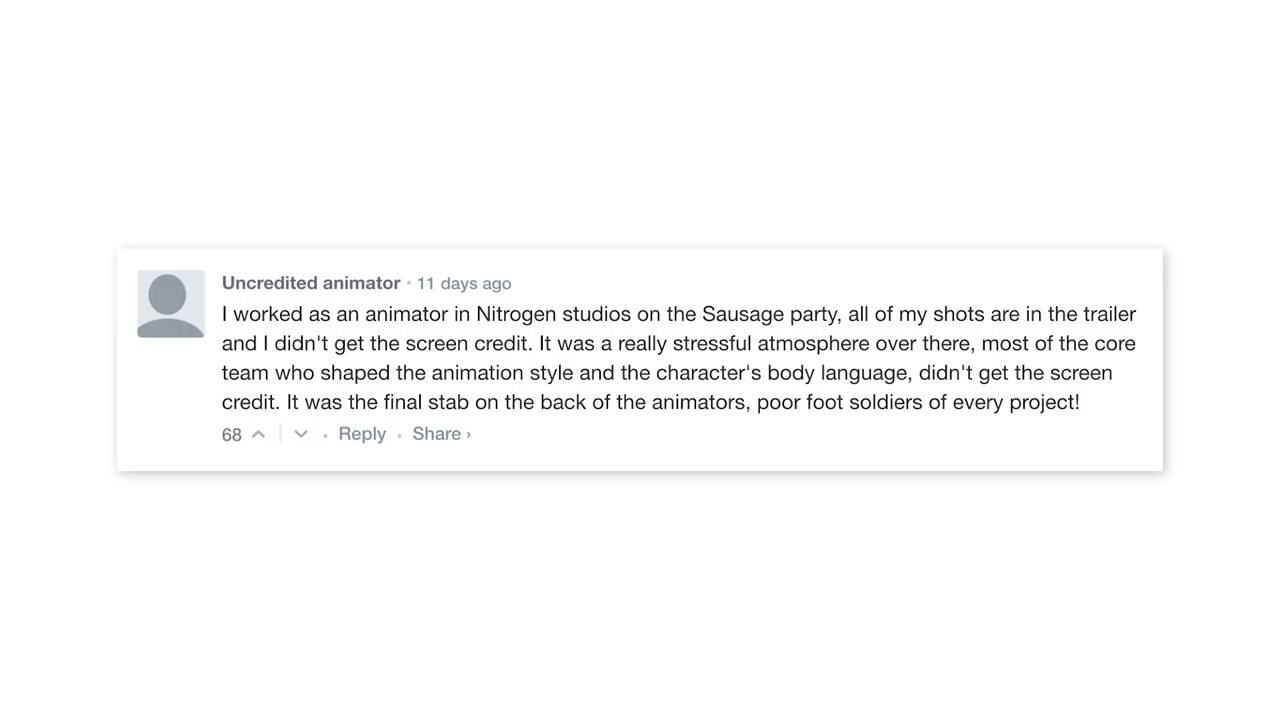 Uncredited animator • 11 days ago
I worked as an animator in Nitrogen studios on the Sausage party, all of my shots are in the trailer
and I didn't get the screen credit. It was a really stressful atmosphere over there, most of the core
team who shaped the animation style and the character's body language, didn't get the screen
credit. It was the final stab on the back of the animators, poor foot soldiers of every project!
68 • Reply • Share ›